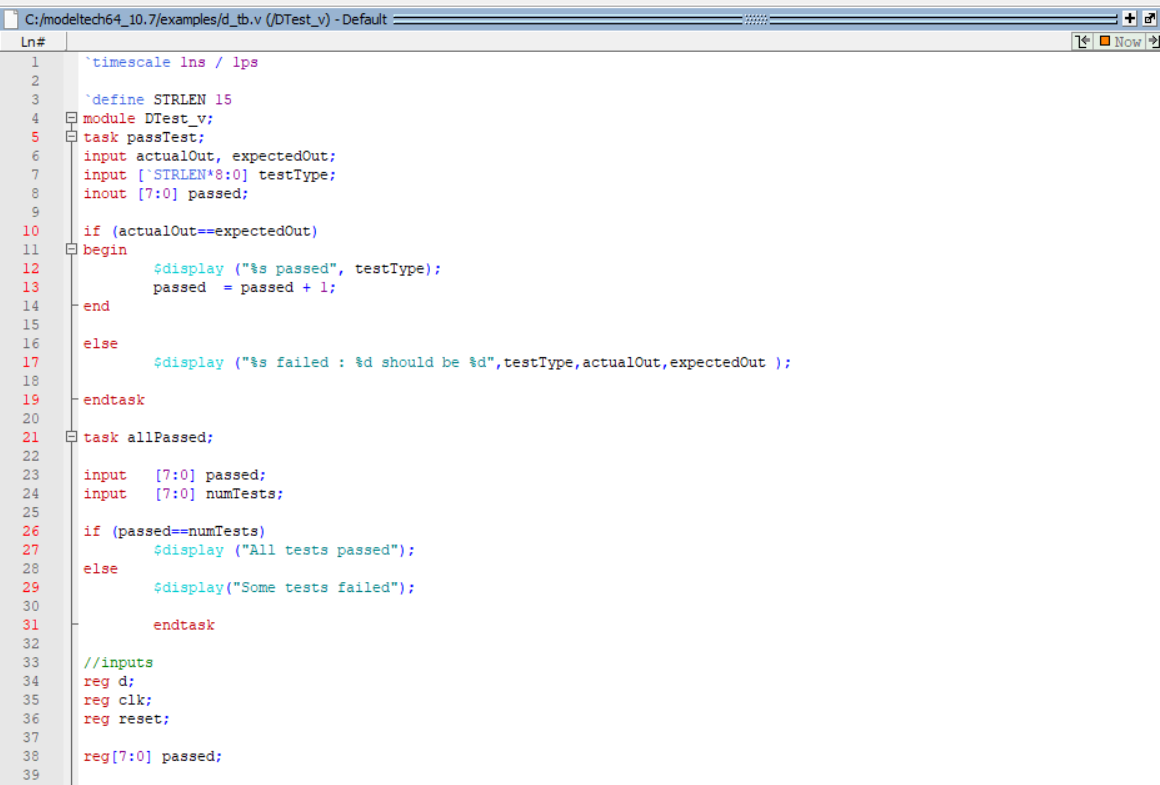 C:/modeltech64_10.7/examples/d_tb.v (/DTest_v) - Default
Ln#
Now
1 `timescale 1ns / 1ps
2
3 `define STRLEN 15
4 module DTest_v;
5 task passTest;
6 input actualOut, expectedOut;
7 input [`STRLEN*8:0] testType;
8 inout [7:0] passed;
9
10 if (actualOut==expectedOut)
11 begin
12 $display ("%s passed", testType);
13 passed  = passed + 1;
14 end
15
16 else
17 $display ("%s failed : %d should be %d",testType,actualOut,expectedOut );
18
19 endtask
20
21 task allPassed;
22
23 input   [7:0] passed;
24 input   [7:0] numTests;
25
26 if (passed==numTests)
27 $display ("All tests passed");
28 else
29 $display("Some tests failed");
30
31 endtask
32
33 //inputs
34 reg d;
35 reg clk;
36 reg reset;
37
38 reg[7:0] passed;
39